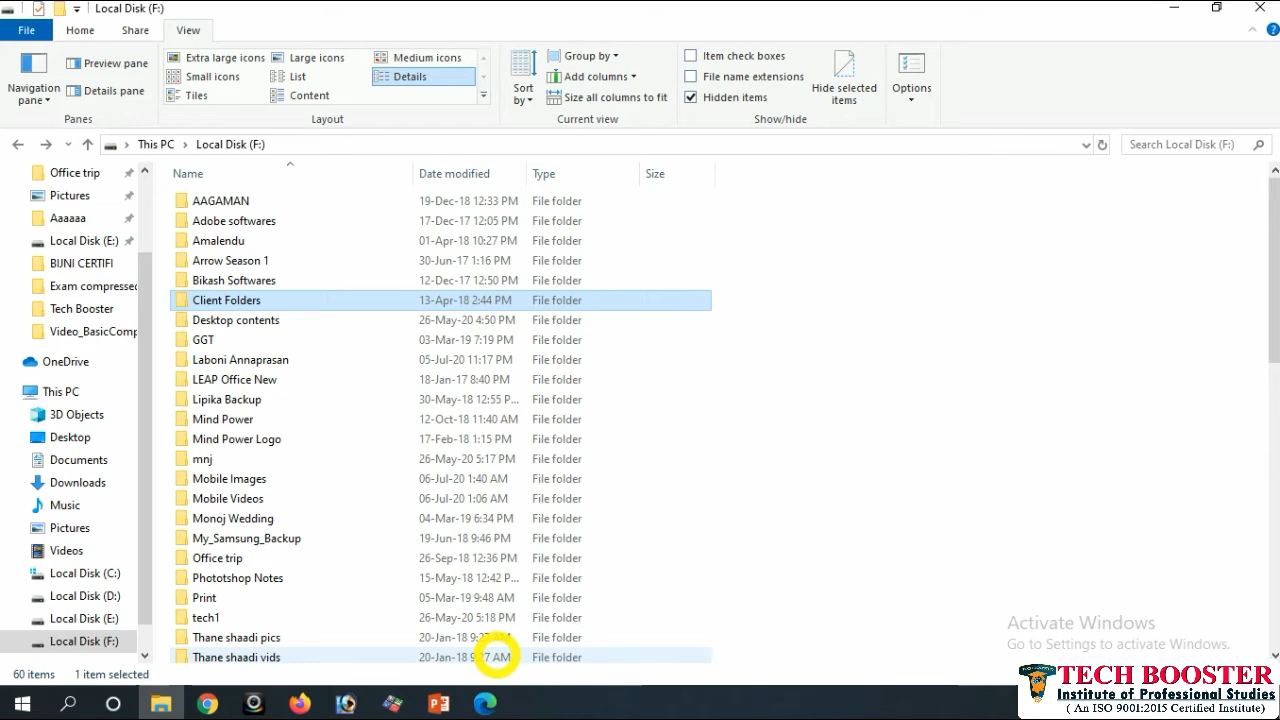 Local Disk (F:)
File Home Share View
Navigation pane
Preview pane
Details pane
Panes
Extra large icons Large icons Medium icons
Small icons List Details
Tiles Content
Layout
Sort by
Group by
Add columns
Size all columns to fit
Current view
Item check boxes
File name extensions
Hidden items
Hide selected items
Show/hide
Options
This PC Local Disk (F:)
Search Local Disk (F:)
Office trip
Pictures
Aaaaaa
Local Disk (E:)
BIJNI CERTIFI
Exam compressed
Tech Booster
Video_BasicComp
OneDrive
This PC
3D Objects
Desktop
Documents
Downloads
Music
Pictures
Videos
Local Disk (C:)
Local Disk (D:)
Local Disk (E:)
Local Disk (F:)
Name Date modified Type Size
AAGAMAN 19-Dec-18 12:33 PM File folder
Adobe softwares 17-Dec-17 12:05 PM File folder
Amalendu 01-Apr-18 10:27 PM File folder
Arrow Season 1 30-Jun-17 1:16 PM File folder
Bikash Softwares 12-Dec-17 12:50 PM File folder
Client Folders 13-Apr-18 2:44 PM File folder
Desktop contents 26-May-20 4:50 PM File folder
GGT 03-Mar-19 7:19 PM File folder
Laboni Annaprasan 05-Jul-20 11:17 PM File folder
LEAP Office New 18-Jan-17 8:40 PM File folder
Lipika Backup 30-May-18 12:55 P... File folder
Mind Power 12-Oct-18 11:40 AM File folder
Mind Power Logo 17-Feb-18 1:15 PM File folder
mnj 26-May-20 5:17 PM File folder
Mobile Images 06-Jul-20 1:40 AM File folder
Mobile Videos 06-Jul-20 1:06 AM File folder
Monoj Wedding 04-Mar-19 6:34 PM File folder
My_Samsung_Backup 19-Jun-18 9:46 PM File folder
Office trip 26-Sep-18 12:36 PM File folder
Phototshop Notes 15-May-18 12:42 P... File folder
Print 05-Mar-19 9:48 AM File folder
tech1 26-May-20 5:18 PM File folder
Thane shaadi pics 20-Jan-18 File folder
Thane shaadi vids 20-Jan-18 AM File folder
60 items 1 item selected
Activate Windows
Go to Settings to activate Windows.
TECH BOOSTER
Institute of Professional Studies
( An ISO 9001:2015 Certified Institute)